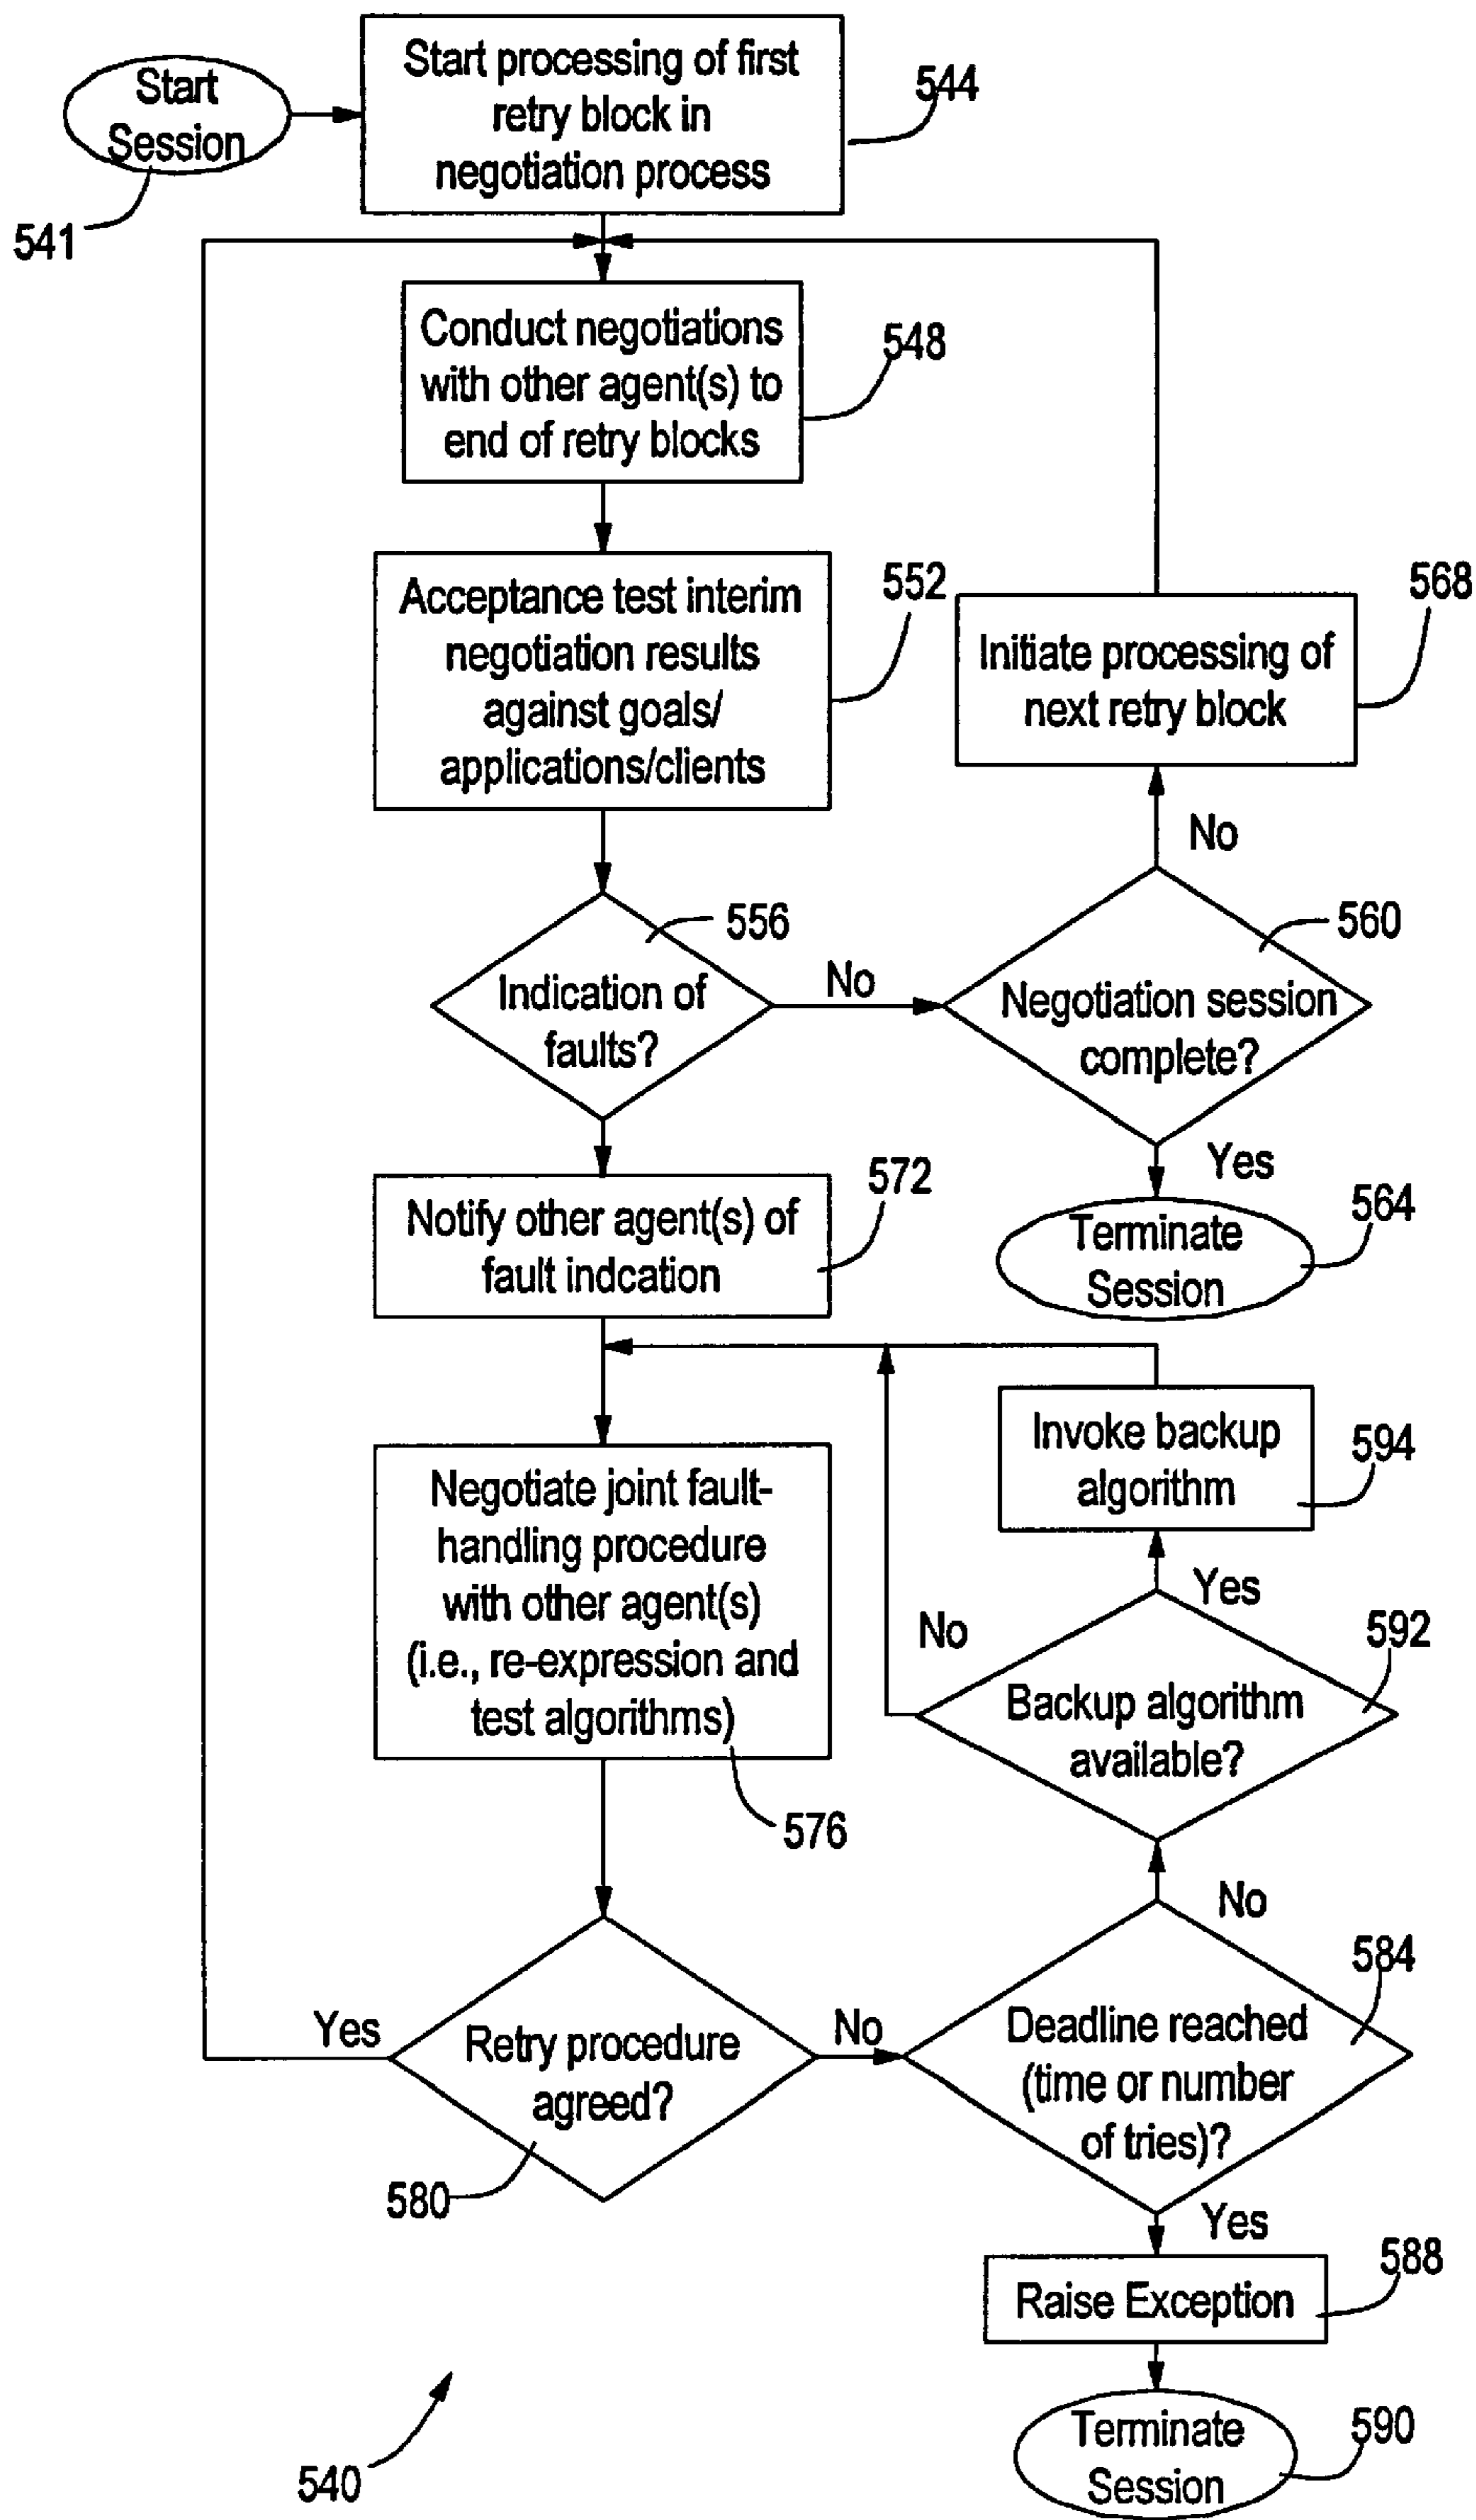 Start
Session
541
Start processing of first
retry block in
negotiation process
544
Conduct negotiations
with other agent(s) to
end of retry blocks
548
Acceptance test interim
negotiation results
against goals/
applications/clients
552
Initiate processing of
next retry block
568
No
556
Indication of
faults?
No
560
Negotiation session
complete?
Yes
Terminate
Session
564
Notify other agent(s) of
fault indcation
572
Invoke backup
algorithm
594
Negotiate joint fault-
handling procedure
with other agent(s)
(i.e., re-expression and
test algorithms)
576
Yes
No
592
Backup algorithm
available?
No
584
Yes
Retry procedure
agreed?
580
No
Deadline reached
(time or number
of tries)?
Yes
588
Raise Exception
Terminate
Session
590
540